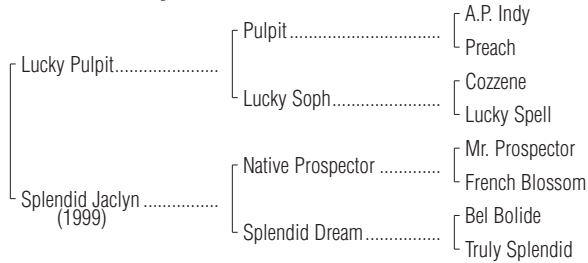 A.P. Indy
Pulpit
Preach
Lucky Pulpit
Cozzene
Lucky Soph
Lucky Spell
Mr. Prospector
Native Prospector
French Blossom
Splendid Jaclyn
(1999)
Bel Bolide
Splendid Dream
Truly Splendid